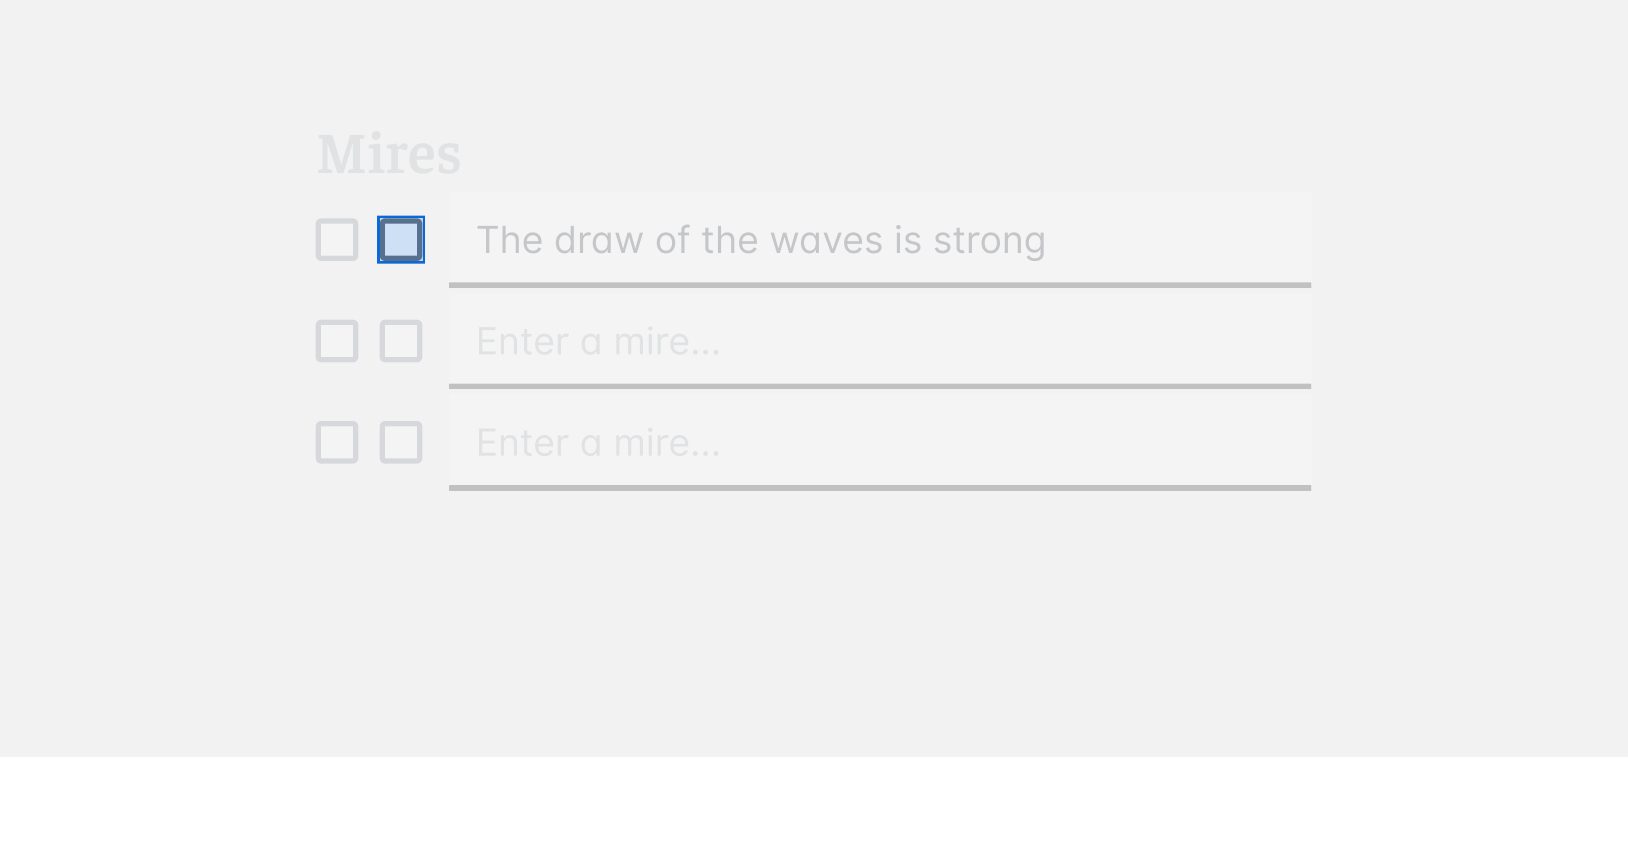 Mires
The draw of the waves is strong
Enter a mire...
Enter a mire...